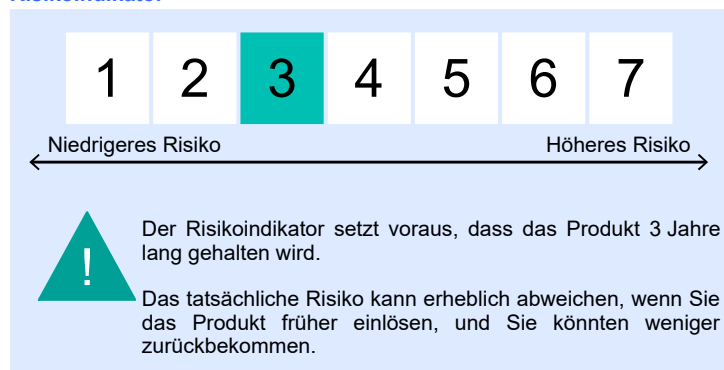 Risikoindikator
1 2 3 4 5 6 7
Niedrigeres Risiko Höheres Risiko
!
Der Risikoindikator setzt voraus, dass das Produkt 3 Jahre
lang gehalten wird.
Das tatsächliche Risiko kann erheblich abweichen, wenn Sie
das Produkt früher einlösen, und Sie könnten weniger
zurückbekommen.